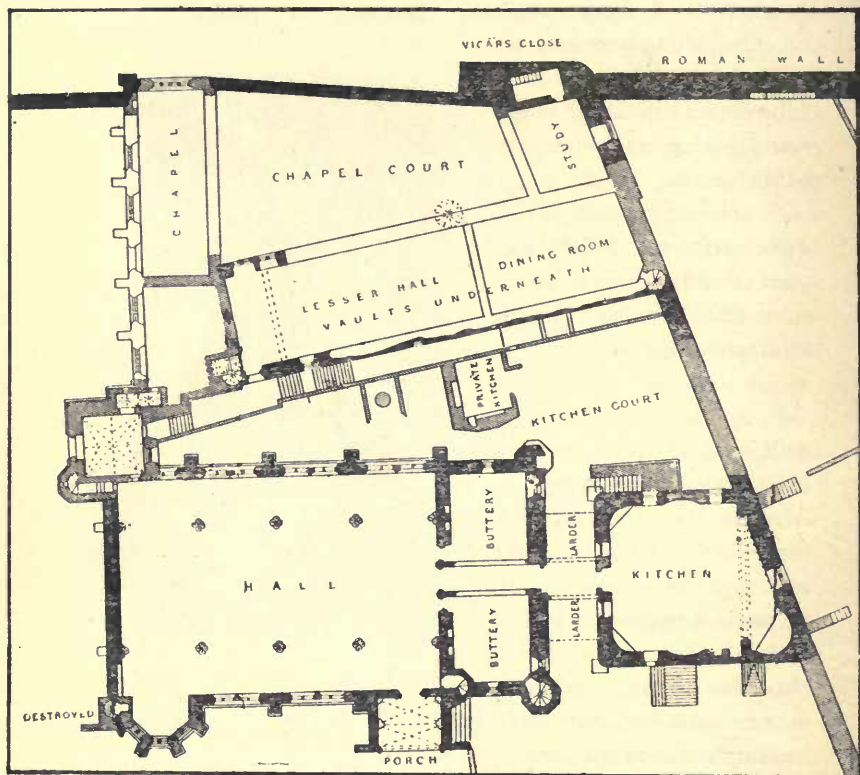 VICARS CLOSE
ROMAN WALL
CHAPEL
CHAPEL COURT
STUDY
DINING ROOM
LESSER HALL
VAULTS UNDERNEATH
PRIVATE
KITCHEN
KITCHEN COURT
BUTTERY
LARDER
HALL
KITCHEN
BUTTERY
LARDER
DESTROYED
PORCH